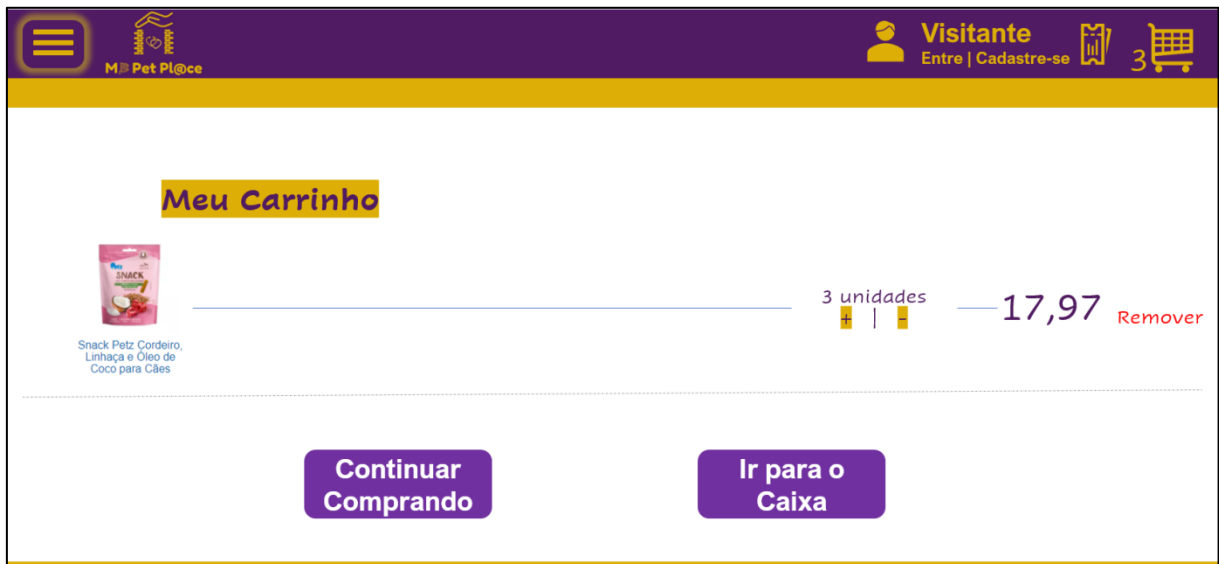 Visitante
Entre | Cadastre-se
3
Pet Pl@ce
Meu Carrinho
SNACK
3 unidades
+ | -
17,97
Remover
Snack Petz Cordeiro,
Linhaça e Óleo de
Coco para Cães
Continuar
Comprando
Ir para o
Caixa